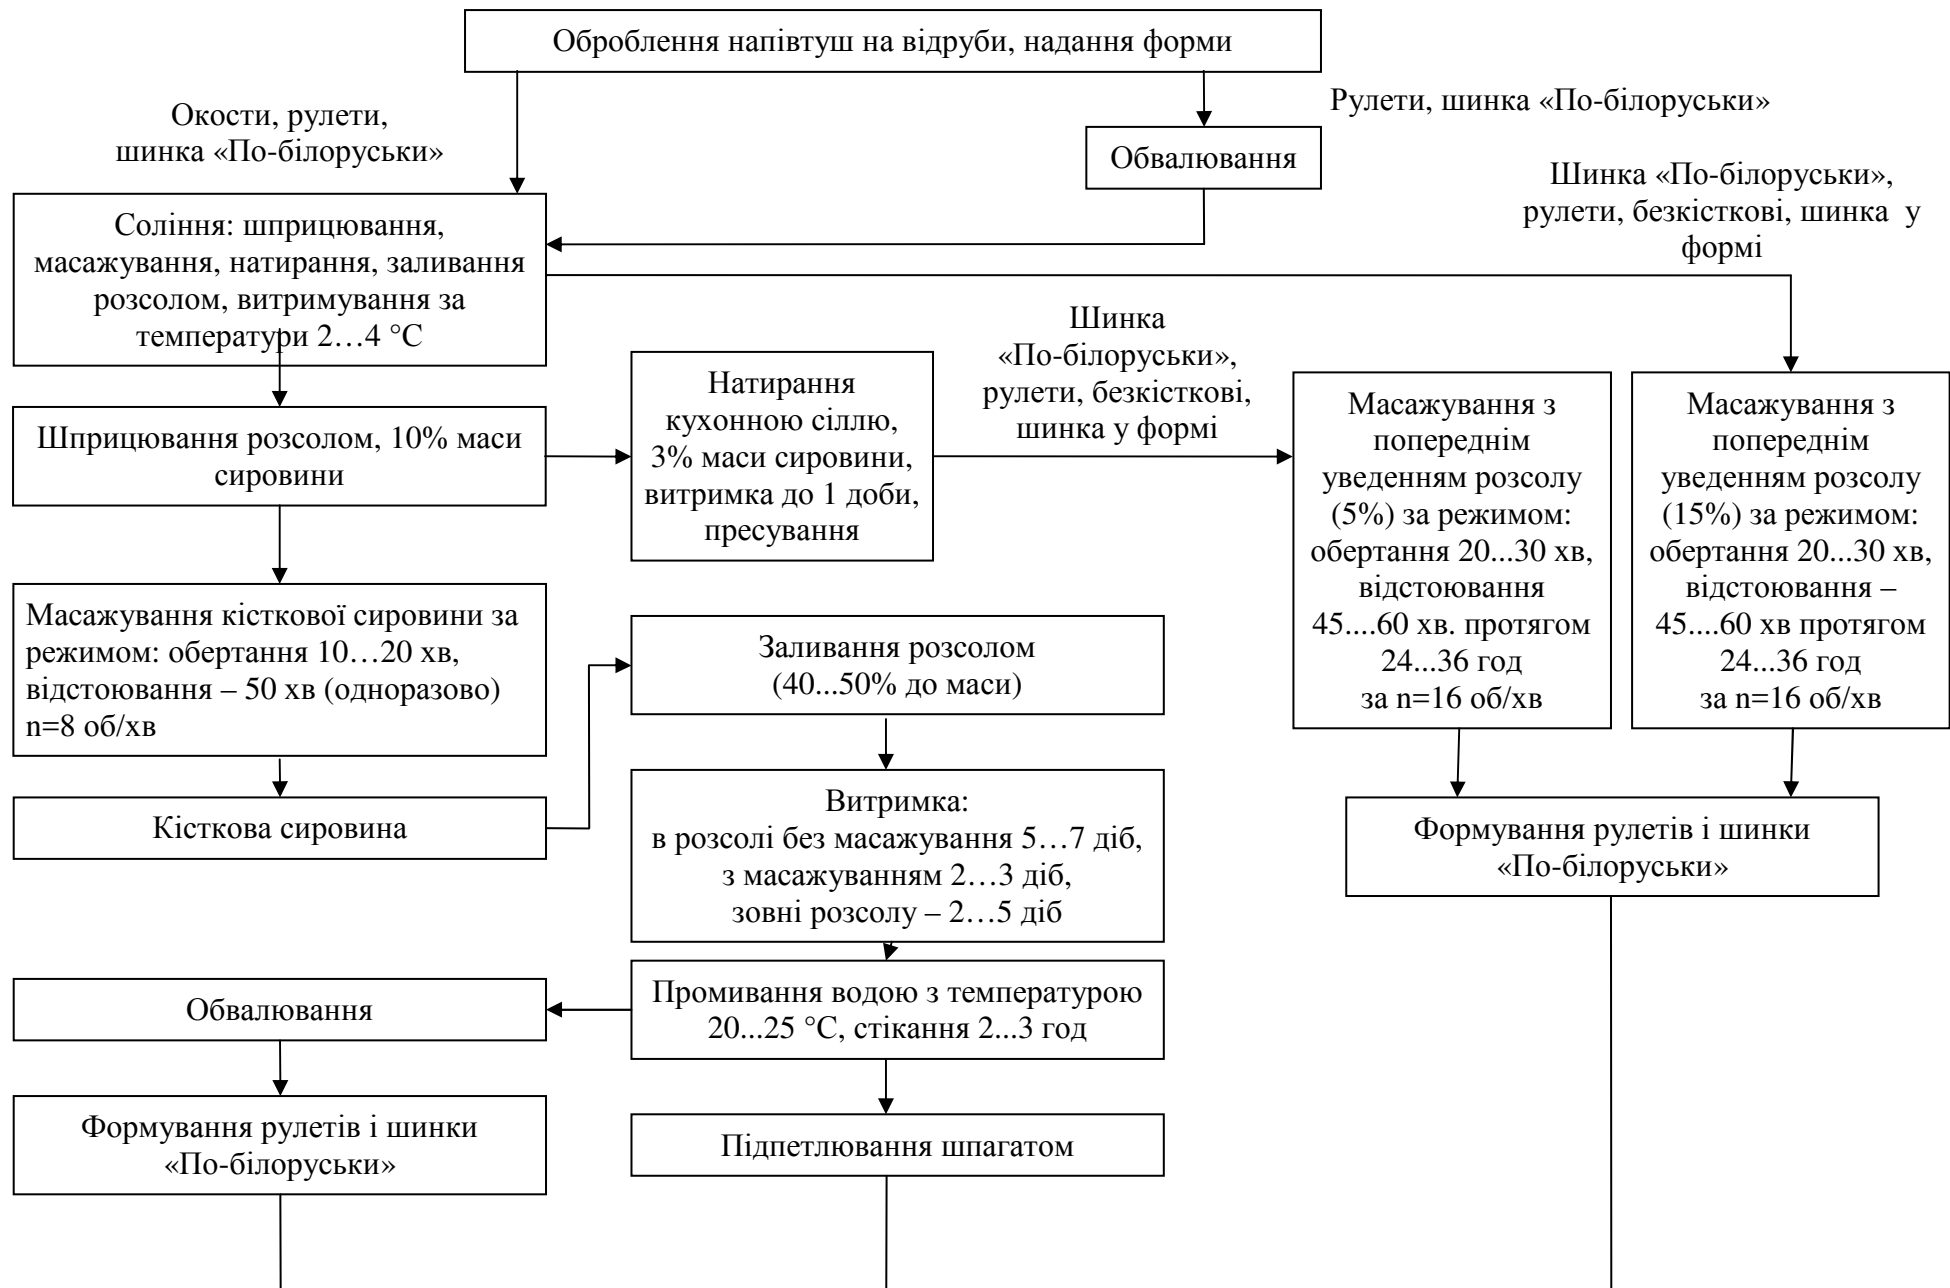 Оброблення напівтуш на відруби, надання форми
Окости, рулети,
шинка «По-білоруськи»
Рулети, шинка «По-білоруськи»
Обвалювання
Шинка «По-білоруськи»,
рулети, безкісткові, шинка у
формі
Соління: шприцювання,
масажування, натирання, заливання
розсолом, витримування за
температури 2…4 °С
Шприцювання розсолом, 10% маси
сировини
Натирання
кухонною сіллю,
3% маси сировини,
витримка до 1 доби,
пресування
Шинка
«По-білоруськи»,
рулети, безкісткові,
шинка у формі
Масажування з
попереднім
уведенням розсолу
(5%) за режимом:
обертання 20...30 хв,
відстоювання
45....60 хв. протягом
24...36 год
за n=16 об/хв
Масажування з
попереднім
уведенням розсолу
(15%) за режимом:
обертання 20...30 хв,
відстоювання –
45....60 хв протягом
24...36 год
за n=16 об/хв
Масажування кісткової сировини за
режимом: обертання 10…20 хв,
відстоювання – 50 хв (одноразово)
n=8 об/хв
Заливання розсолом
(40...50% до маси)
Кісткова сировина
Витримка:
в розсолі без масажування 5…7 діб,
з масажуванням 2…3 діб,
зовні розсолу – 2…5 діб
Формування рулетів і шинки
«По-білоруськи»
Обвалювання
Промивання водою з температурою
20...25 °С, стікання 2...3 год
Формування рулетів і шинки
«По-білоруськи»
Підпетлювання шпагатом